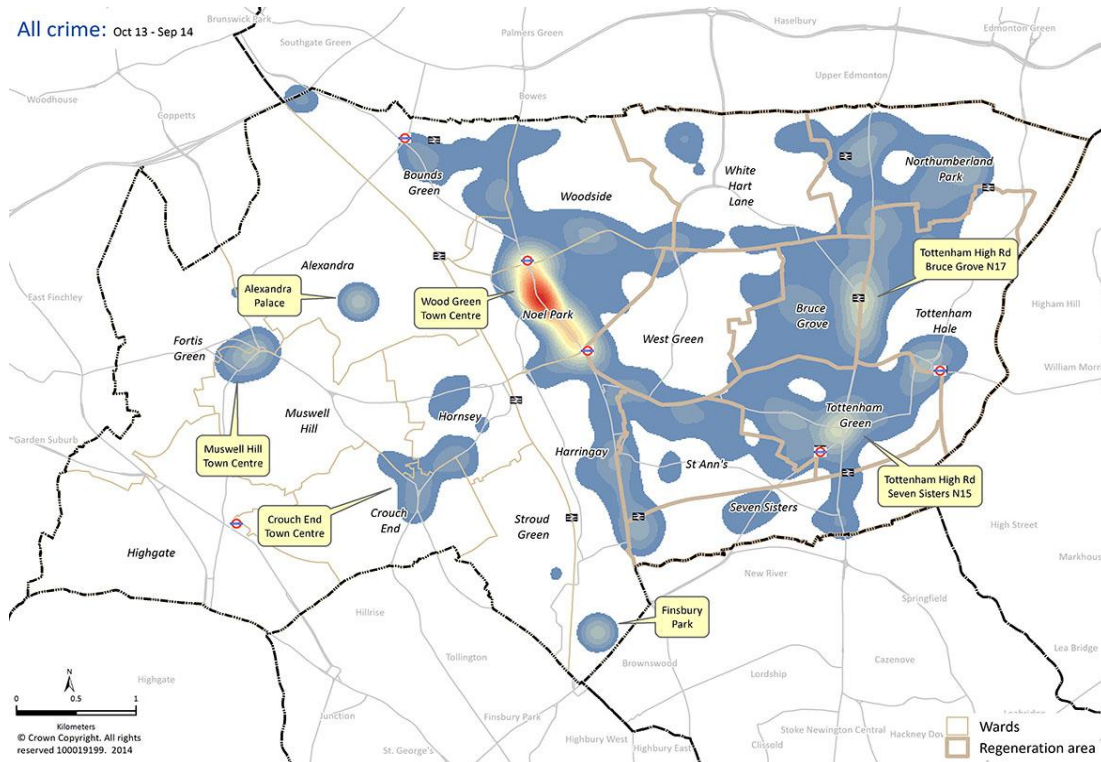 All crime: Oct 13 - Sep 14
Brunswick Park
Southgate Green
Palmers Green
Haselbury
Edmonton Green
Woodhouse
Coppetts
Bowes
Upper Edmonton
Bounds
Green
Woodside
White
Hart
Lane
Northumberland
Park
Alexandra
Alexandra
Palace
Wood Green
Town Centre
Noel Park
Tottenham High Rd
Bruce Grove N17
East Finchley
Higham Hill
Fortis
Green
West Green
Bruce
Grove
Tottenham
Hale
William Morri
Muswell
Hill
Hornsey
Tottenham
Green
Garden Suburb
Muswell Hill
Town Centre
Harringay
St Ann's
Tottenham High Rd
Seven Sisters N15
Crouch End
Town Centre
Crouch
End
Stroud
Green
Seven Sisters
High Street
Highgate
New River
Markhous
Hillrise
Springfield
Finsbury
Park
Tollington
Brownswood
Lordship
Cazenove
Lea Bridge
Highgate
N
0 0.5 1
Kilometers
© Crown Copyright. All rights
reserved 100019199. 2014
Junction
St. George's
Finsbury Park
Highbury West
Highbury East
Stoke Newington Central
Clissold
Hackney Dow
Wards
Regeneration area